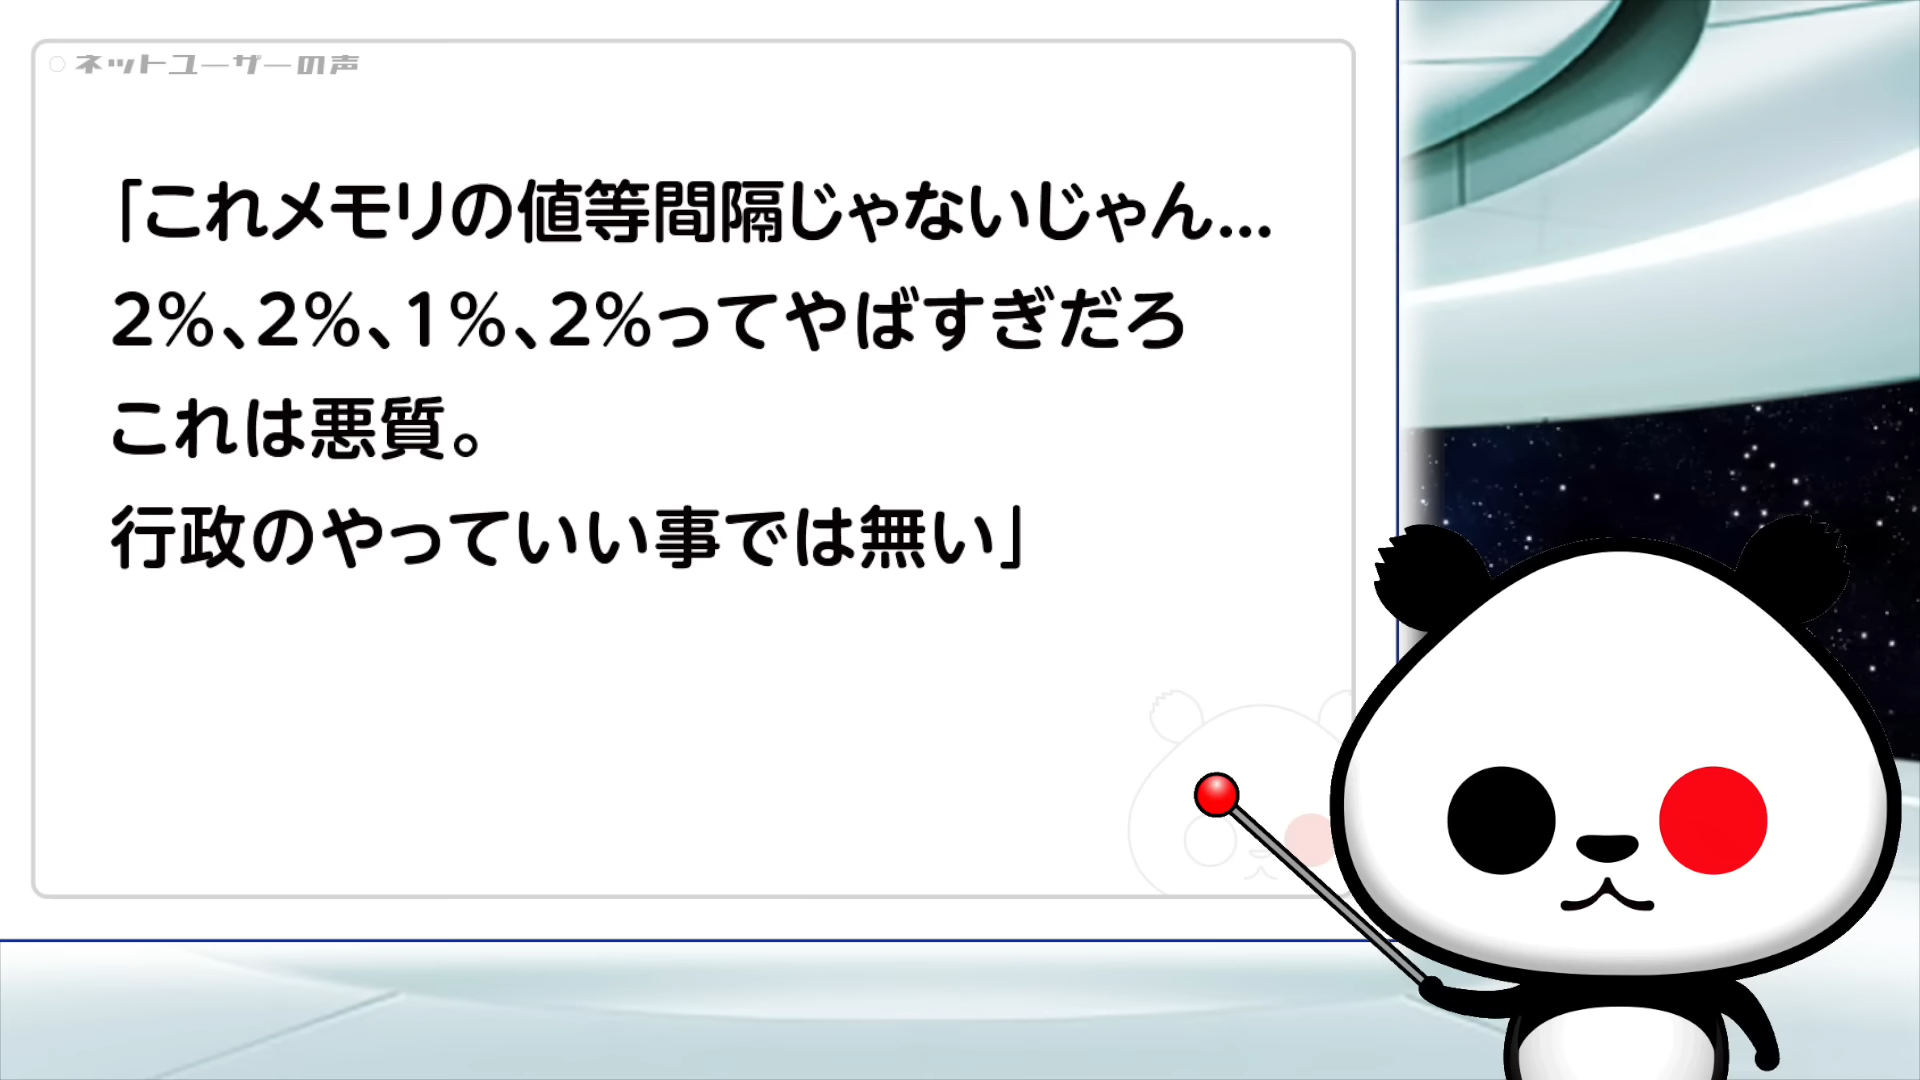 ネットユーザーの声
「これメモリの値等間隔じゃないじゃん…
2%、2%、1%、2%ってやばすぎだろ
これは悪質。
行政のやっていい事では無い」